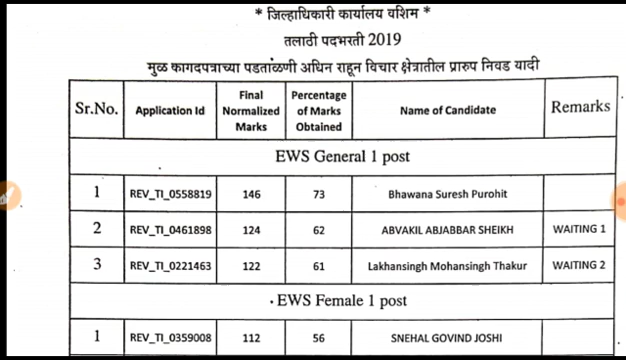 * जिल्हाधिकारी कार्यालय वशिम *
तलाठी पदभरती 2019
मुळ कागदपत्राच्या पडतांळणी अधिन राहून विचार क्षेत्रातील प्रारुप निवड यादी
Sr.No. Application Id Final Normalized Marks Percentage of Marks Obtained Name of Candidate Remarks
EWS General 1 post
1 REV_TI_0558819 146 73 Bhawana Suresh Purohit
2 REV_TI_0461898 124 62 ABVAKIL ABJABBAR SHEIKH WAITING 1
3 REV_TI_0221463 122 61 Lakhansingh Mohansingh Thakur WAITING 2
EWS Female 1 post
1 REV_TI_0359008 112 56 SNEHAL GOVIND JOSHI